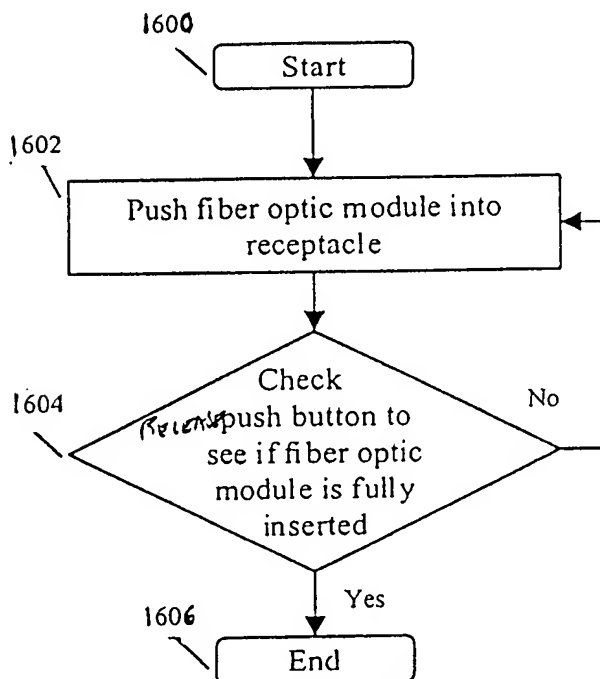 1600
Start
1602
Push fiber optic module into
receptacle
1604
Check
RELEASE push button to
see if fiber optic
module is fully
inserted
No
Yes
1606
End